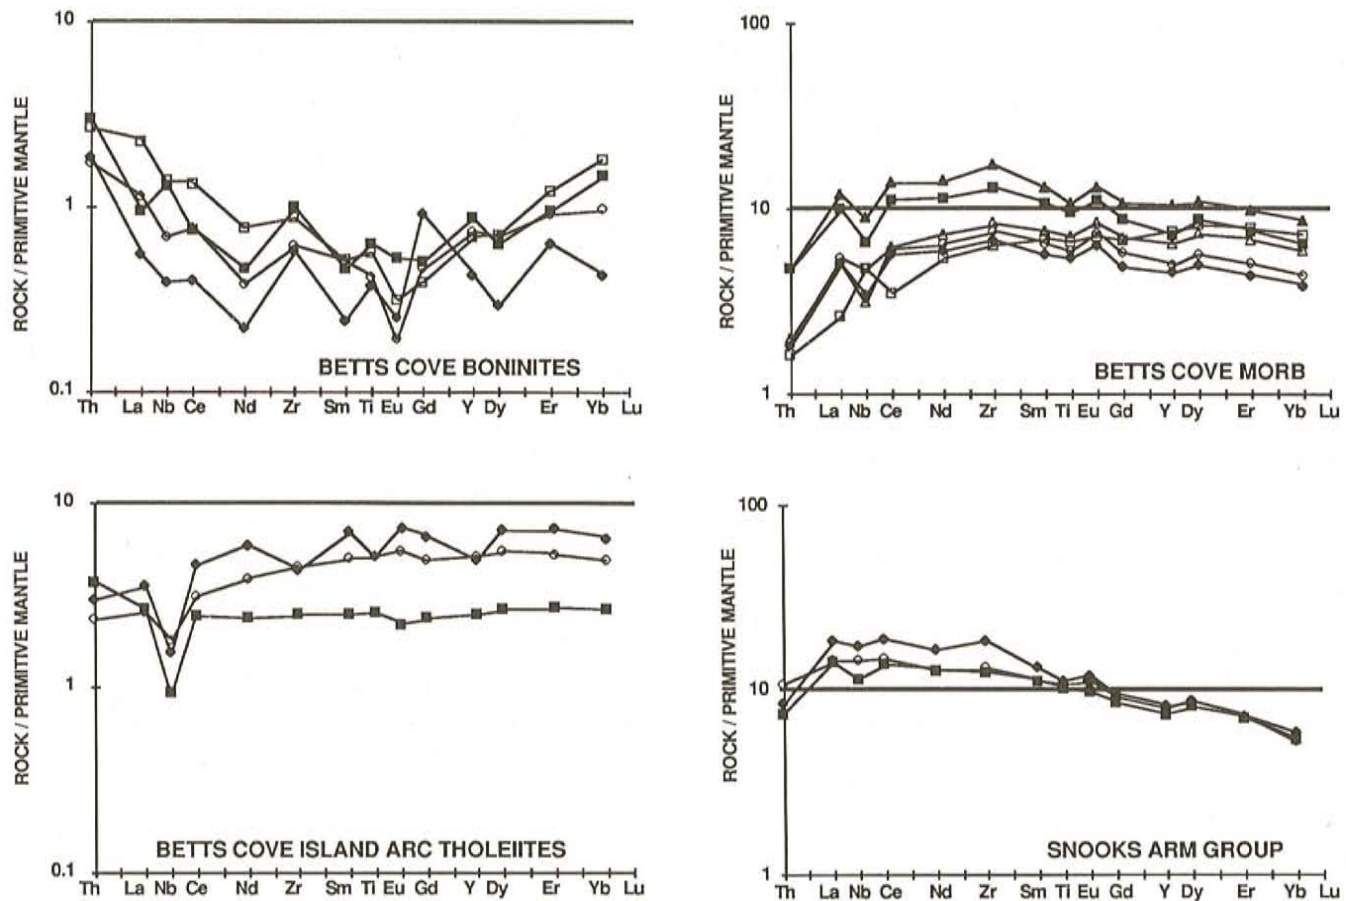 10
1
0.1
ROCK / PRIMITIVE MANTLE
BETTS COVE BONINITES
Th La Nb Ce Nd Zr Sm Ti Eu Gd Y Dy Er Yb Lu
100
10
1
ROCK / PRIMITIVE MANTLE
BETTS COVE MORB
Th La Nb Ce Nd Zr Sm Ti Eu Gd Y Dy Er Yb Lu
10
1
0.1
ROCK / PRIMITIVE MANTLE
BETTS COVE ISLAND ARC THOLEIITES
Th La Nb Ce Nd Zr Sm Ti Eu Gd Y Dy Er Yb Lu
100
10
1
ROCK / PRIMITIVE MANTLE
SNOOKS ARM GROUP
Th La Nb Ce Nd Zr Sm Ti Eu Gd Y Dy Er Yb Lu